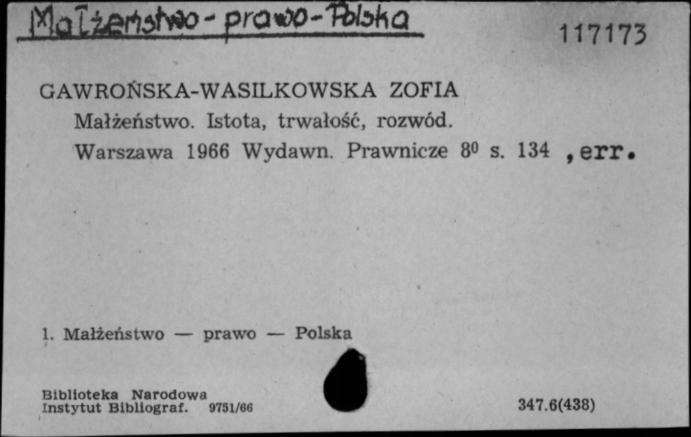 Małżeństwo - prawo - Polska
117173
GAWROŃSKA-WASILKOWSKA ZOFIA
Małżeństwo. Istota, trwałość, rozwód.
Warszawa 1966 Wydawn. Prawnicze 8⁰ s. 134 , err.
1. Małżeństwo — prawo — Polska
Biblioteka Narodowa
Instytut Bibliograf. 9751/66
347.6(438)